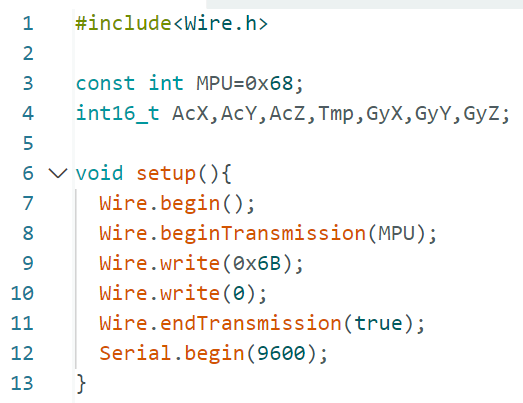 1 #include<Wire.h>
2
3 const int MPU=0x68;
4 int16_t AcX,AcY,AcZ,Tmp,GyX,GyY,GyZ;
5
6 void setup(){
7   Wire.begin();
8   Wire.beginTransmission(MPU);
9   Wire.write(0x6B);
10   Wire.write(0);
11   Wire.endTransmission(true);
12   Serial.begin(9600);
13 }